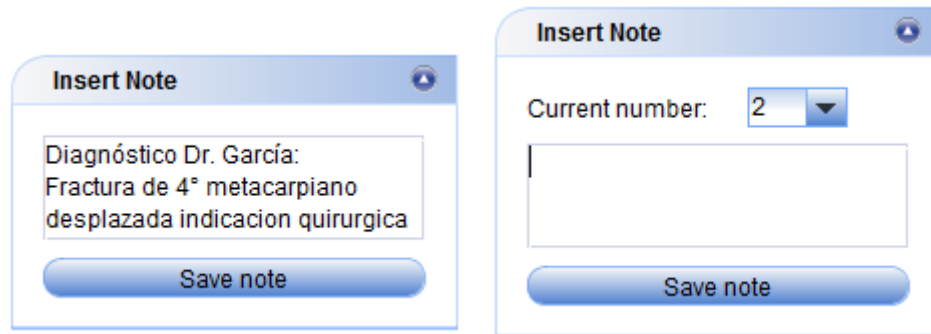 Insert Note
Diagnóstico Dr. García:
Fractura de 4° metacarpiano
desplazada indicacion quirurgica
Save note
Insert Note
Current number: 2
Save note